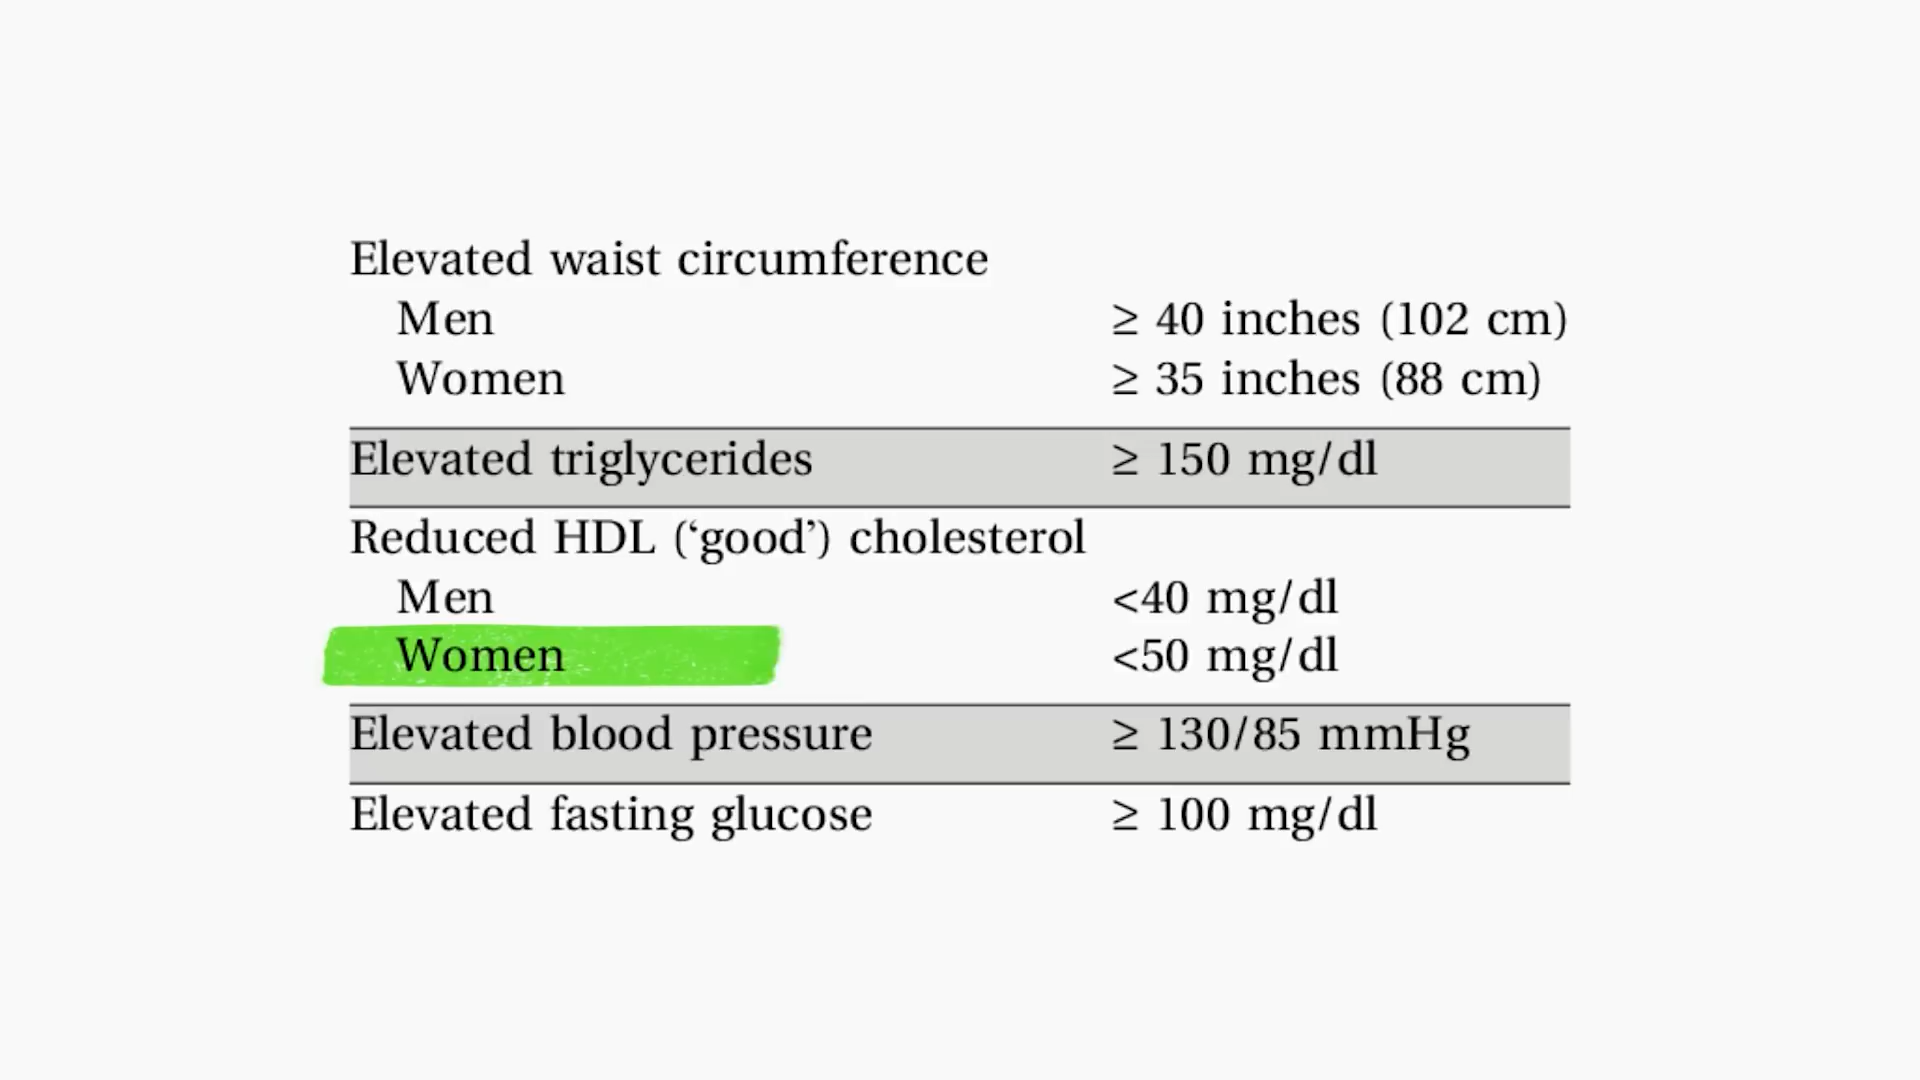 Elevated waist circumference
Men ≥ 40 inches (102 cm)
Women ≥ 35 inches (88 cm)
Elevated triglycerides ≥ 150 mg/dl
Reduced HDL (‘good’) cholesterol
Men <40 mg/dl
Women <50 mg/dl
Elevated blood pressure ≥ 130/85 mmHg
Elevated fasting glucose ≥ 100 mg/dl